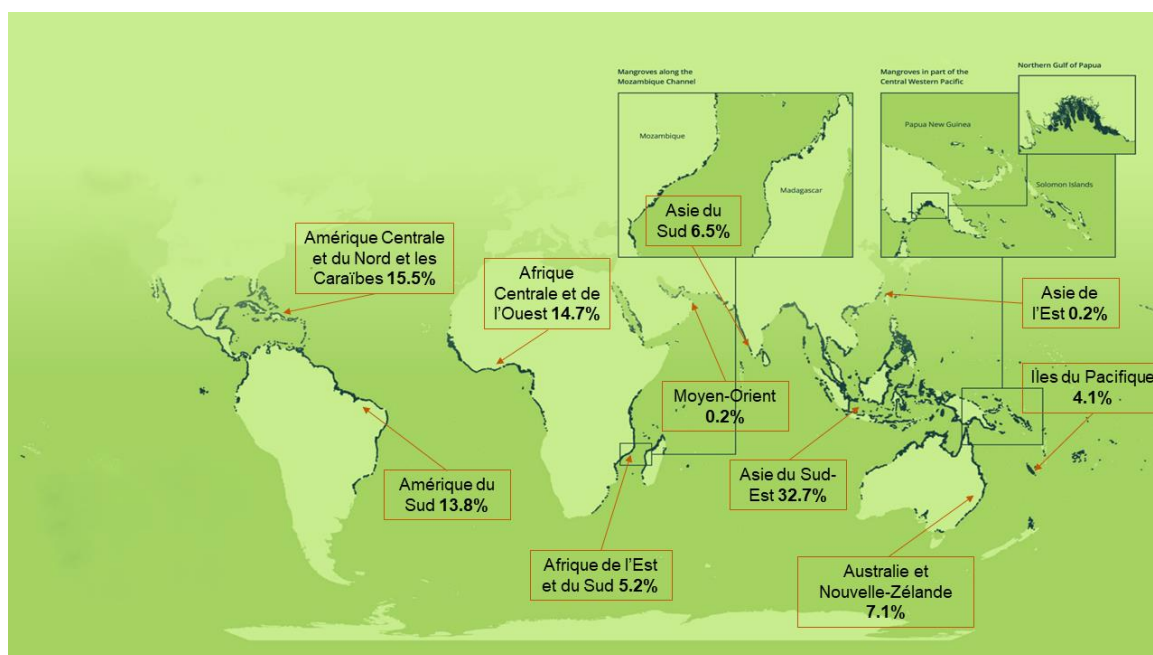 Mangroves along the
Mozambique Channel
Mozambique
Madagascar
Mangroves in part of the
Central Western Pacific
Northern Gulf of Papua
Papua New Guinea
Solomon Islands
Asie du
Sud 6.5%
Amérique Centrale
et du Nord et les
Caraïbes 15.5%
Afrique
Centrale et de
l'Ouest 14.7%
Asie de
l'Est 0.2%
Iles du Pacifique
4.1%
Moyen-Orient
0.2%
Amérique du
Sud 13.8%
Asie du Sud-
Est 32.7%
Afrique de l'Est
et du Sud 5.2%
Australie et
Nouvelle-Zélande
7.1%